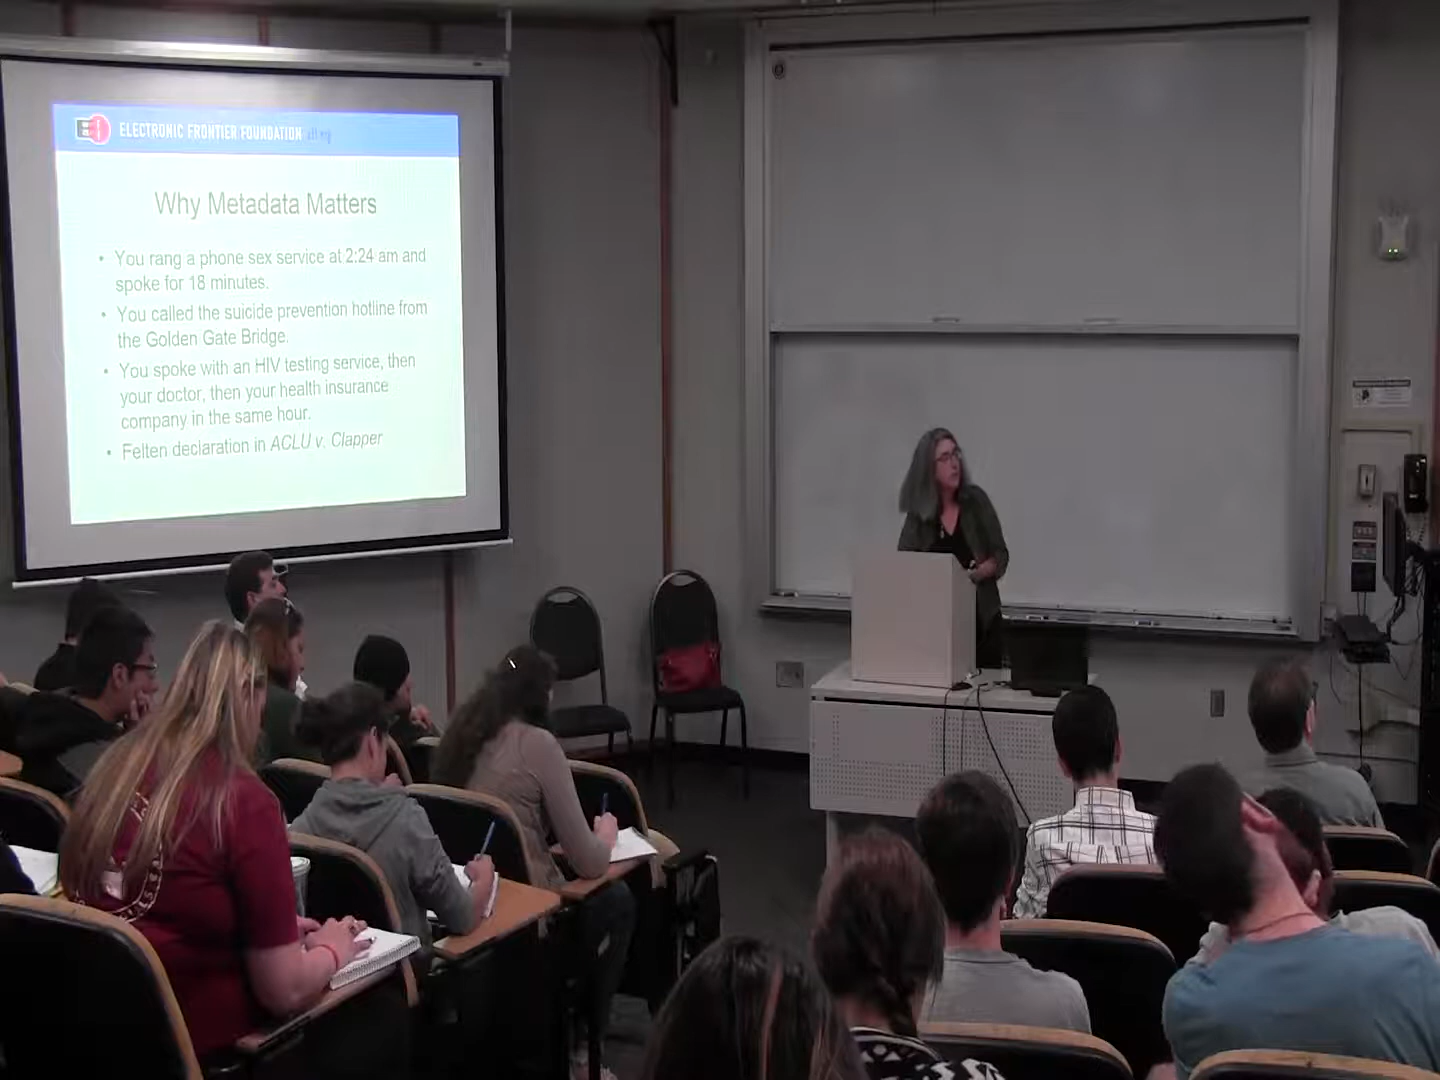 ELECTRONIC FRONTIER FOUNDATION eff.org
Why Metadata Matters
• You rang a phone sex service at 2:24 am and
spoke for 18 minutes.
• You called the suicide prevention hotline from
the Golden Gate Bridge.
• You spoke with an HIV testing service, then
your doctor, then your health insurance
company in the same hour.
• Felten declaration in ACLU v. Clapper